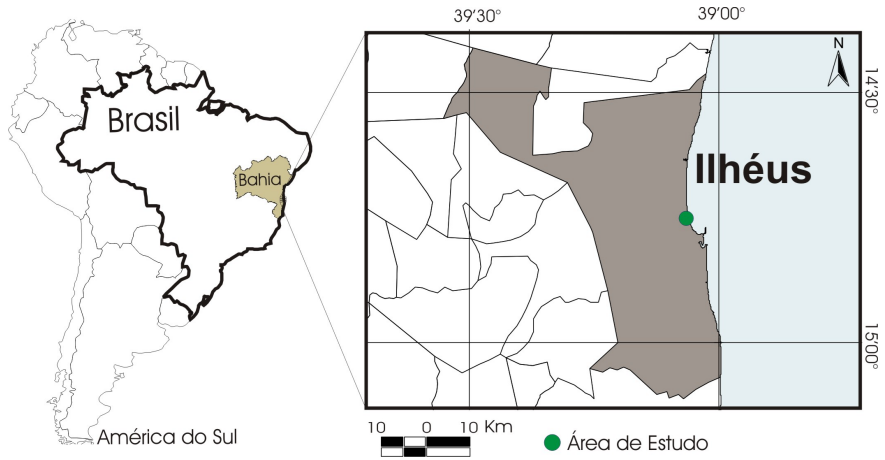 39'30° 39'00°
N
14'30°
Brasil
Ilhéus
Bahia
15'00°
América do Sul
10 0 10 Km
Área de Estudo